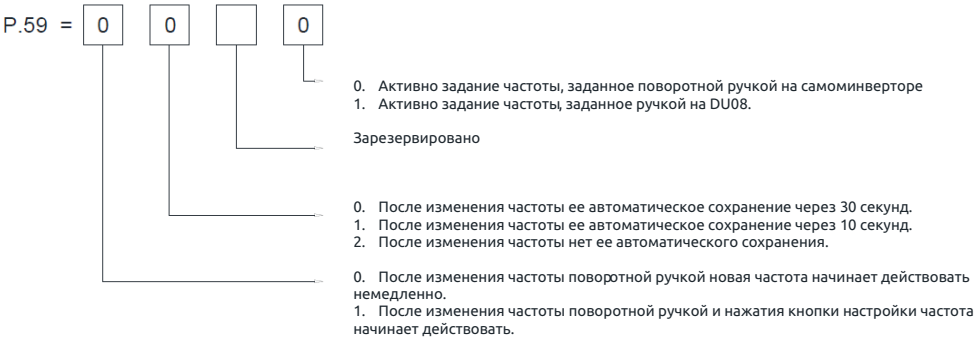 P.59 = 0 0 0
0. Активно задание частоты, заданное поворотной ручкой на самоминверторе
1. Активно задание частоты, заданное ручкой на DU08.
Зарезервировано
0. После изменения частоты ее автоматическое сохранение через 30 секунд.
1. После изменения частоты ее автоматическое сохранение через 10 секунд.
2. После изменения частоты нет ее автоматического сохранения.
0. После изменения частоты поворотной ручкой новая частота начинает действовать
немедленно.
1. После изменения частоты поворотной ручкой и нажатия кнопки настройки частота
начинает действовать.